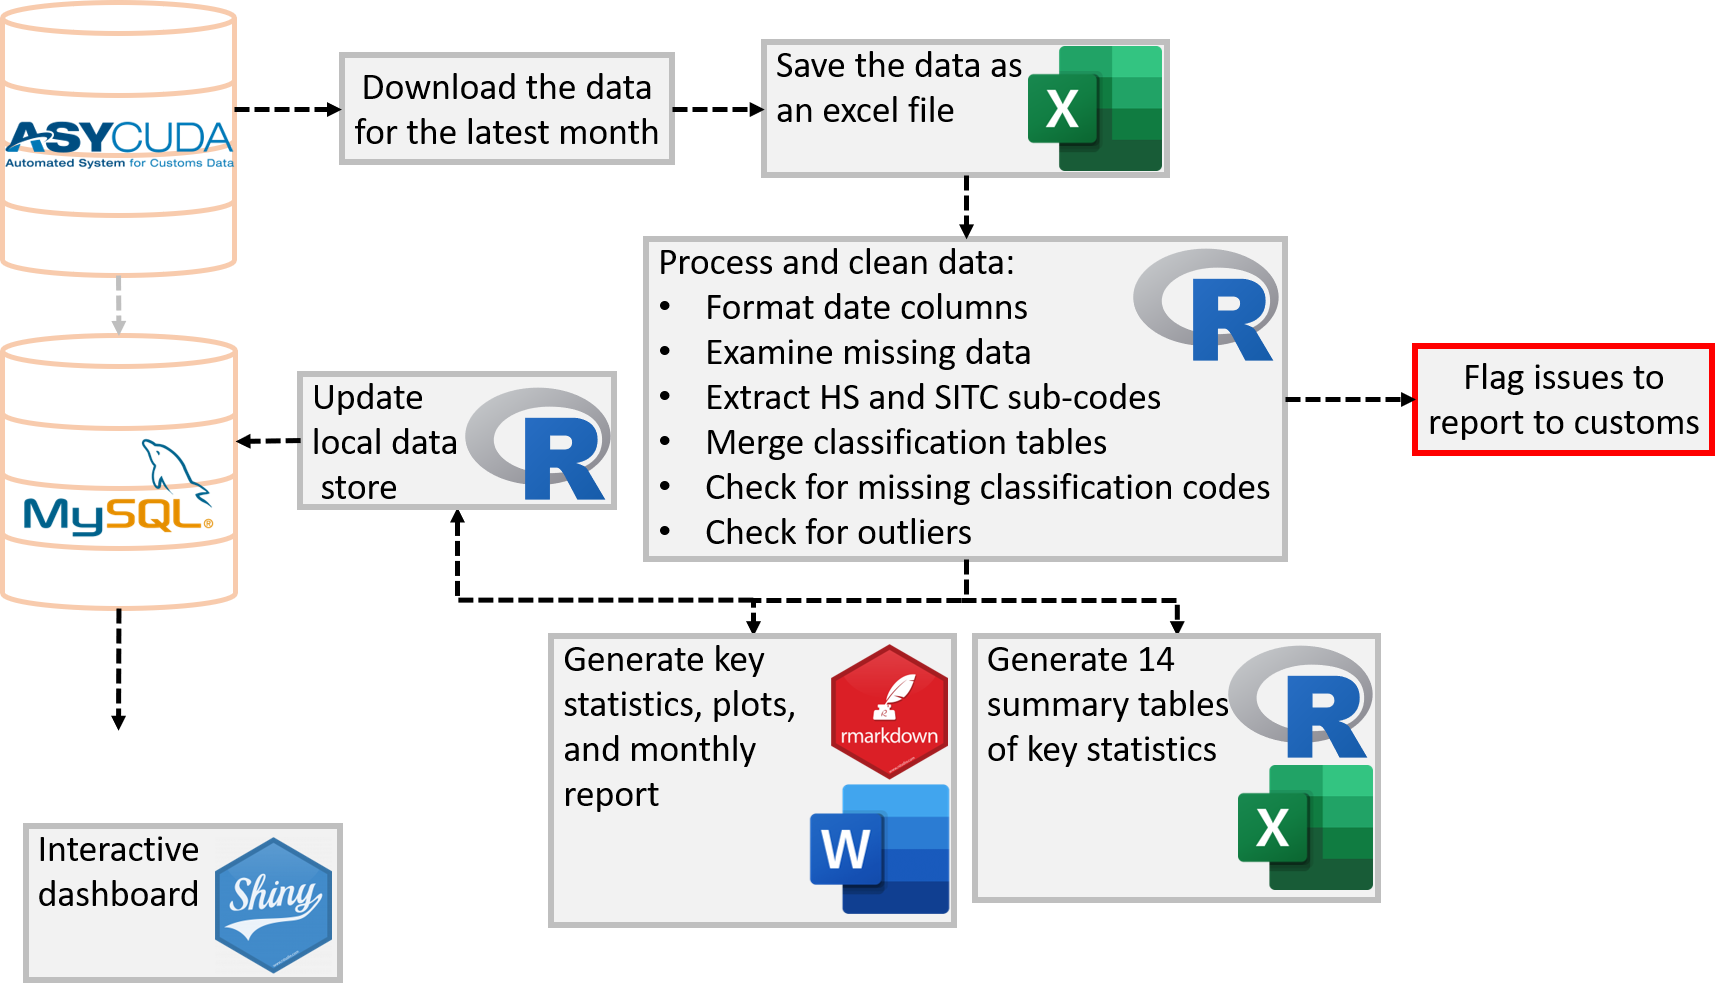 ASYCUDA
Automated System for Customs Data
Download the data
for the latest month
Save the data as
an excel file
X
Process and clean data:
• Format date columns
• Examine missing data
• Extract HS and SITC sub-codes
• Merge classification tables
• Check for missing classification codes
• Check for outliers
R
Flag issues to
report to customs
Update
local data
store
R
MySQL®
Generate key
statistics, plots,
and monthly
report
rmarkdown
W
Generate 14
summary tables
of key statistics
R
X
Interactive
dashboard
Shiny